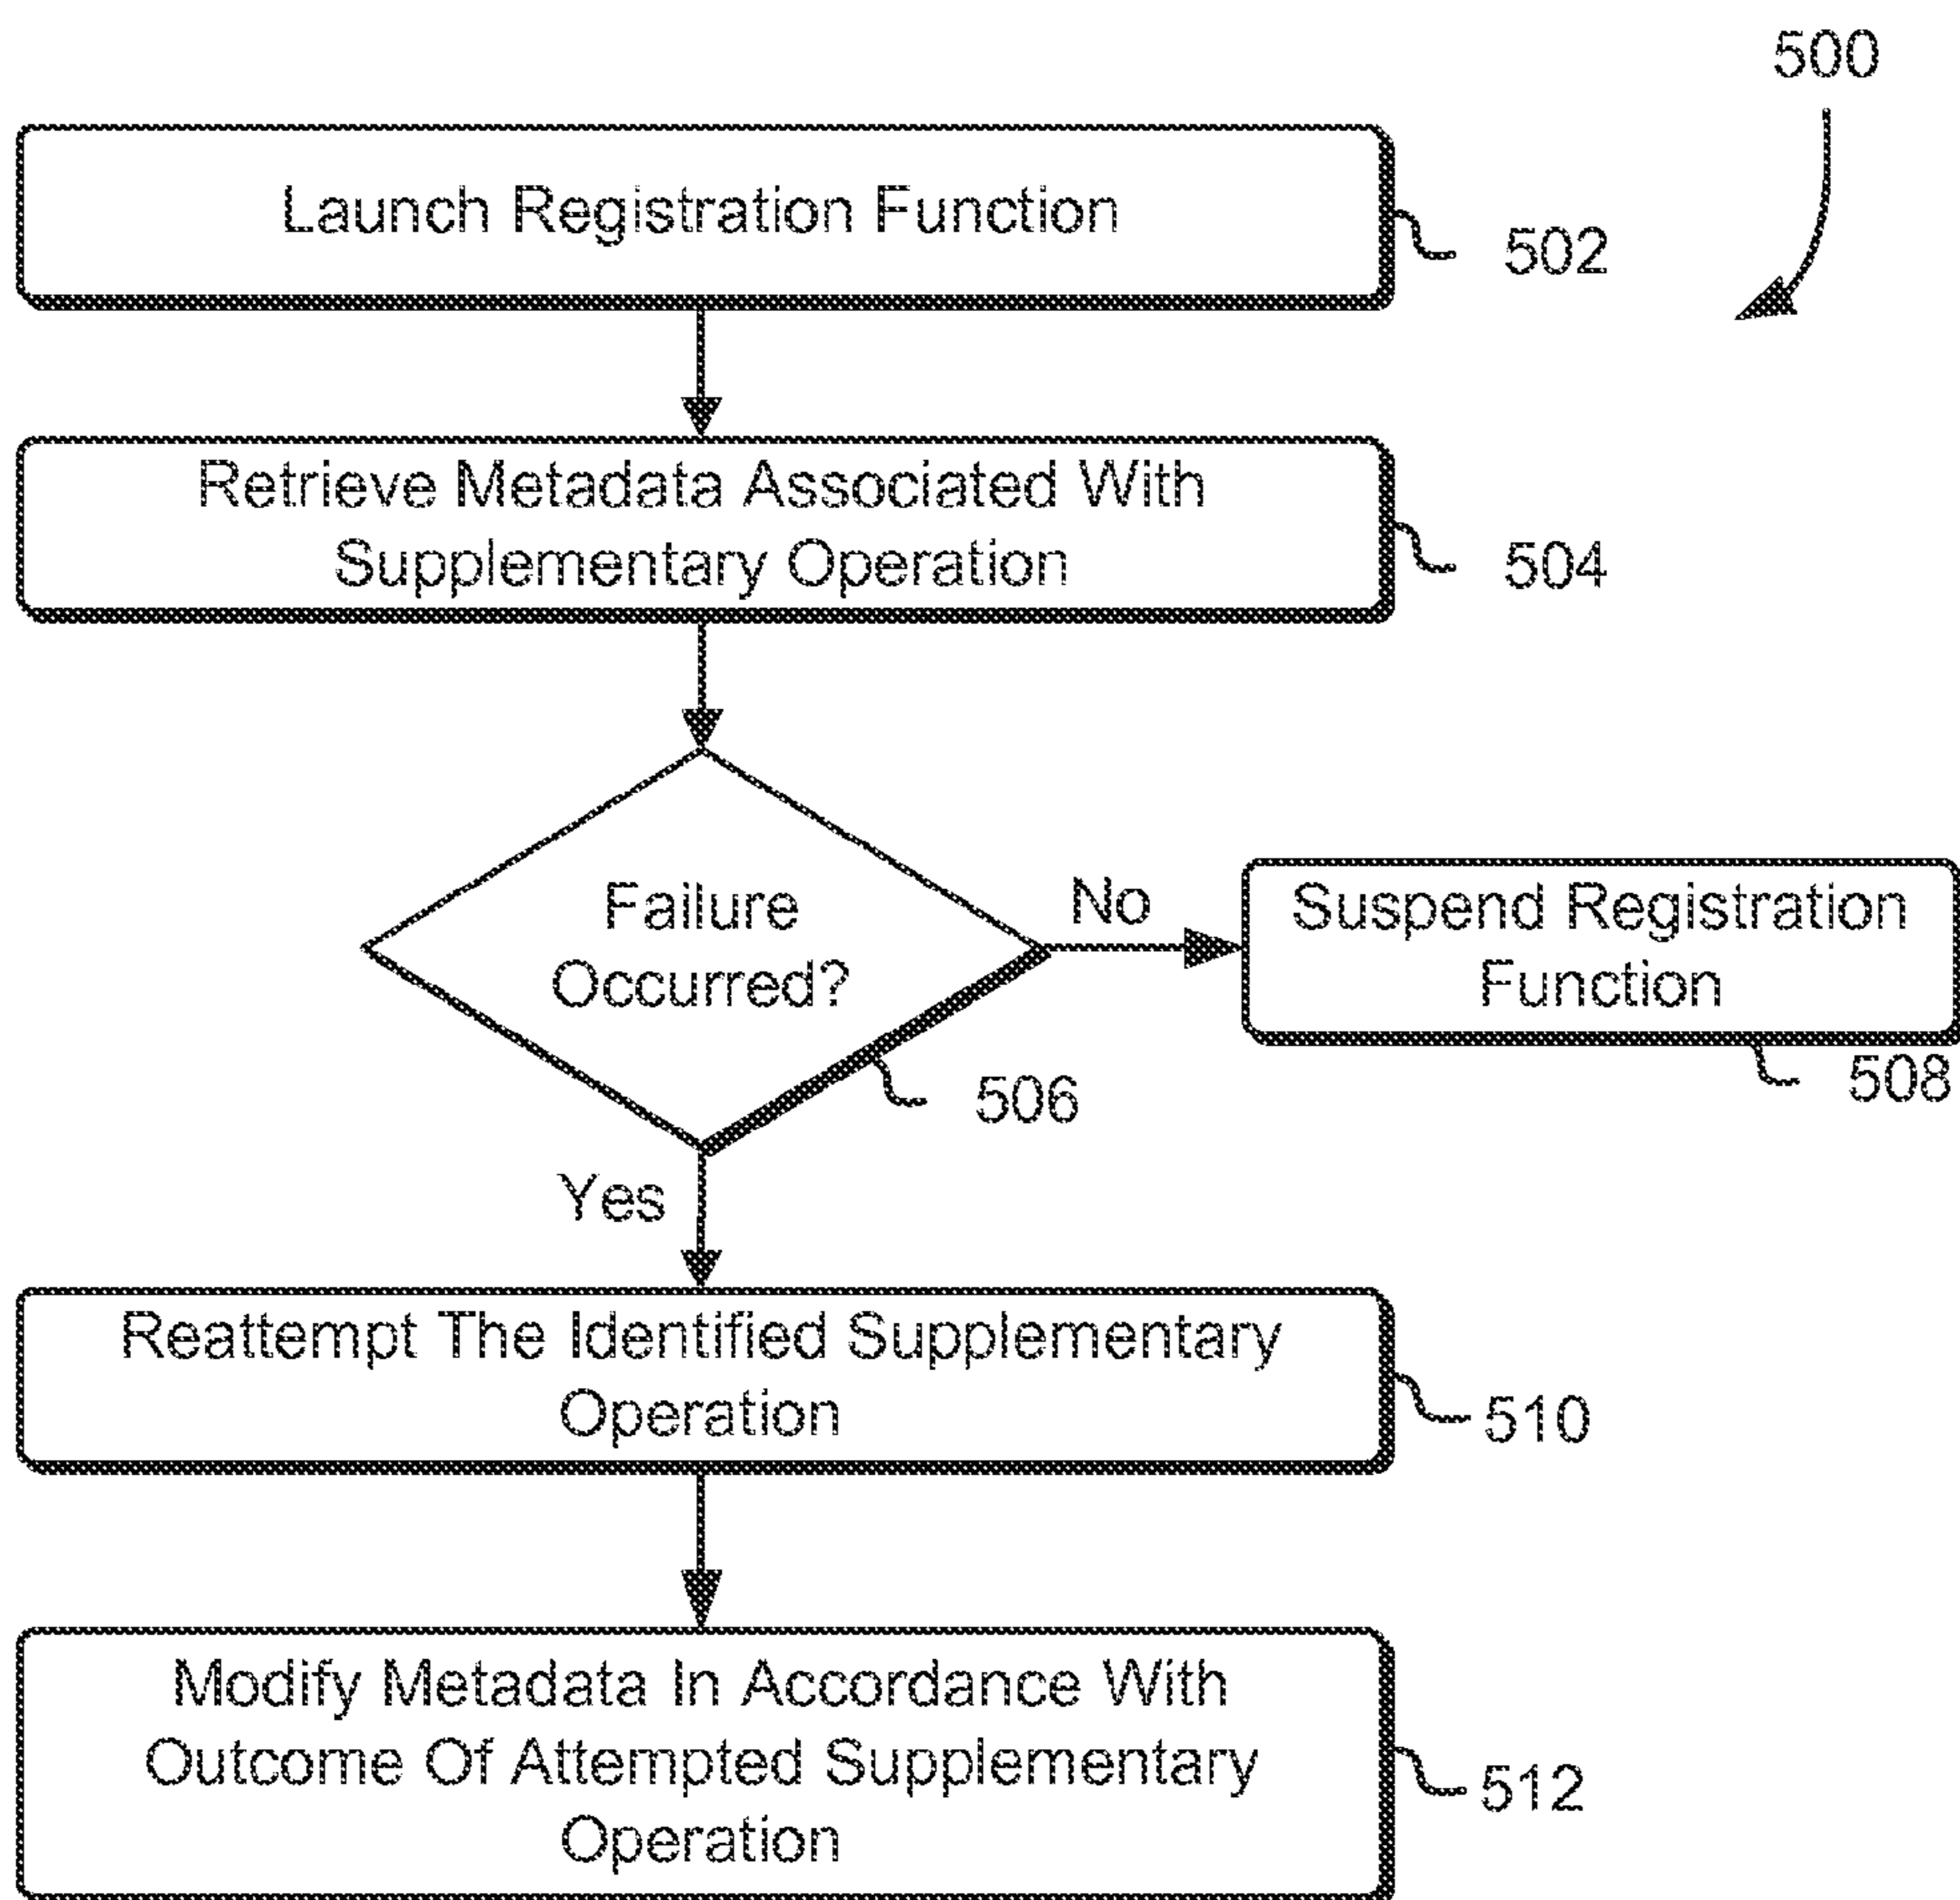 500
Launch Registration Function
502
Retrieve Metadata Associated With
Supplementary Operation
504
Failure
Occurred?
506
No
Suspend Registration
Function
508
Yes
Reattempt The Identified Supplementary
Operation
510
Modify Metadata In Accordance With
Outcome Of Attempted Supplementary
Operation
512